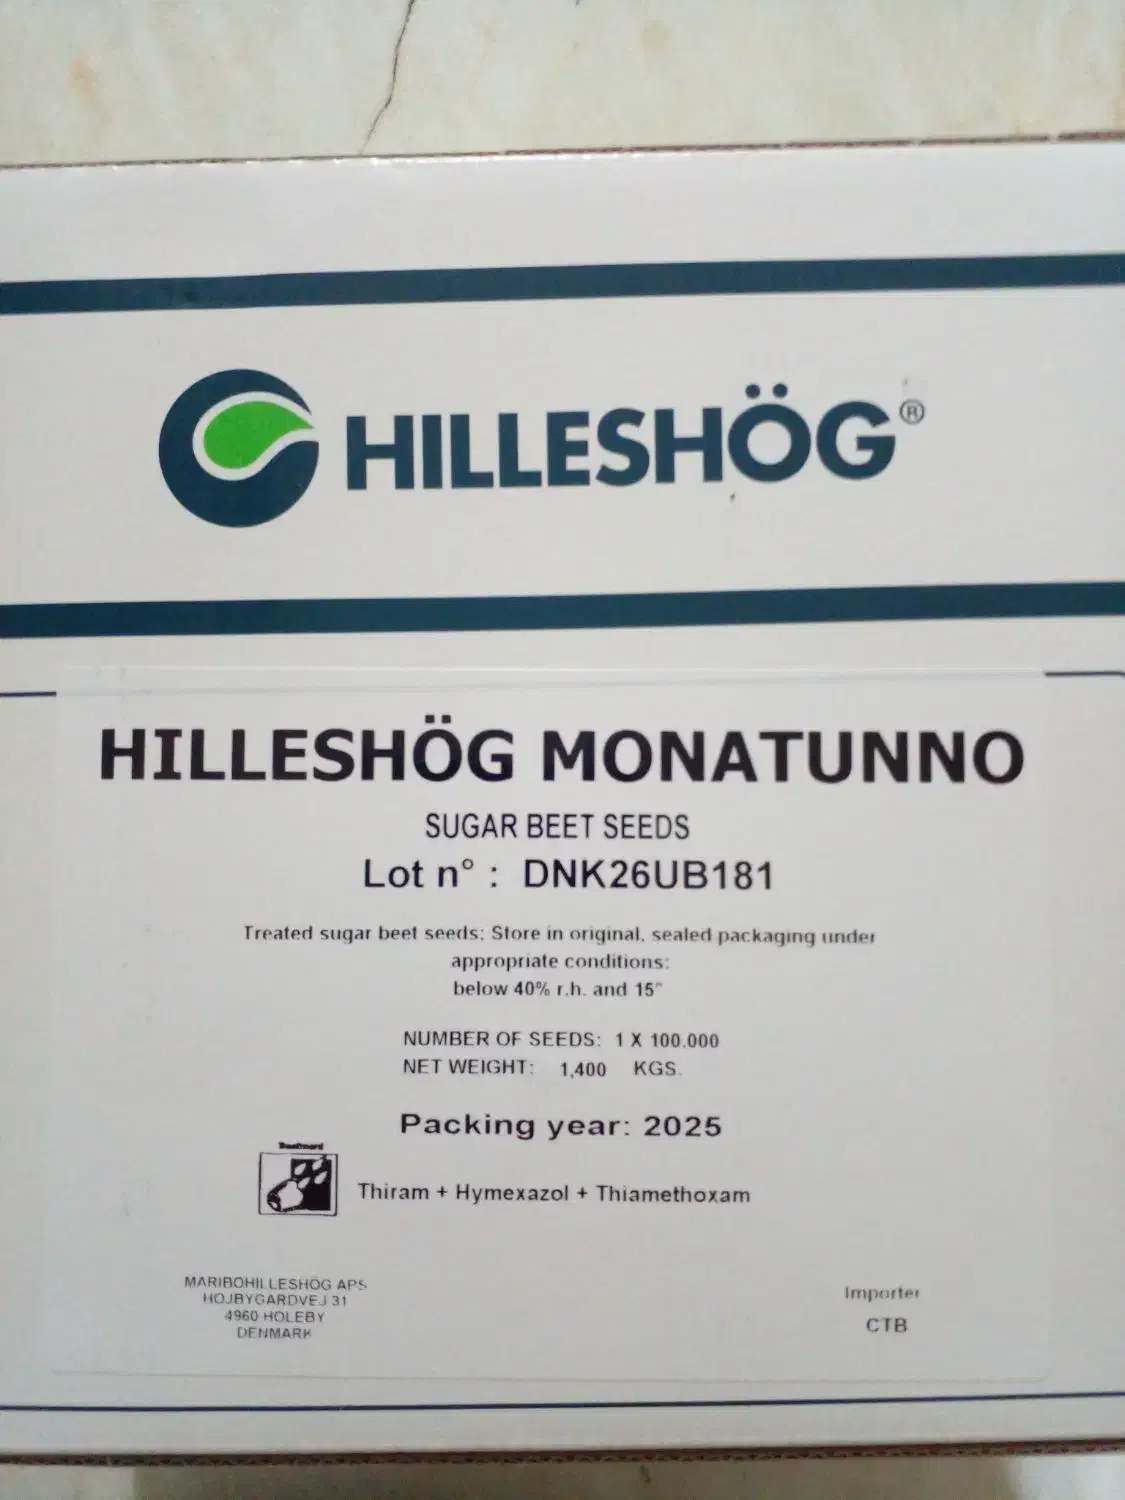 HILLESHÖG®
HILLESHÖG MONATUNNO
SUGAR BEET SEEDS
Lot n° : DNK26UB181
Treated sugar beet seeds; Store in original, sealed packaging under
appropriate conditions:
below 40% r.h. and 15°
NUMBER OF SEEDS: 1 X 100.000
NET WEIGHT: 1,400 KGS.
Packing year: 2025
Treatment
Thiram + Hymexazol + Thiamethoxam
MARIBOHILLESHÖG APS
HOJBYGARDVEJ 31
4960 HOLEBY
DENMARK
Importer
CTB